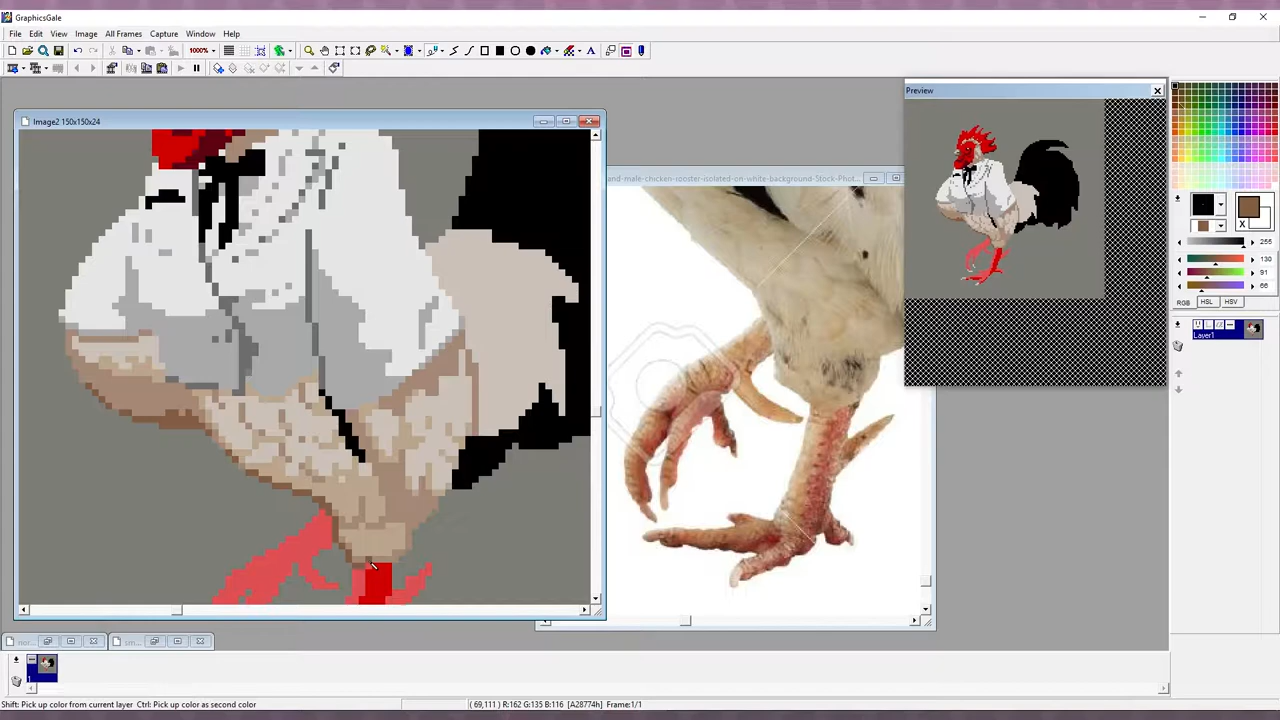 GraphicsGale
File Edit View Image All Frames Capture Window Help
1000%
A
Image2 150x150x24
and-male-chicken-rooster-isolated-on-white-background-Stock-Phot...
Preview
X
255
130
91
66
RGB HSL HSV
Layer1
1
Shift: Pick up color from current layer Ctrl: Pick up color as second color
( 69,111 ) R:162 G:135 B:116 [A28774h] Frame:1/1